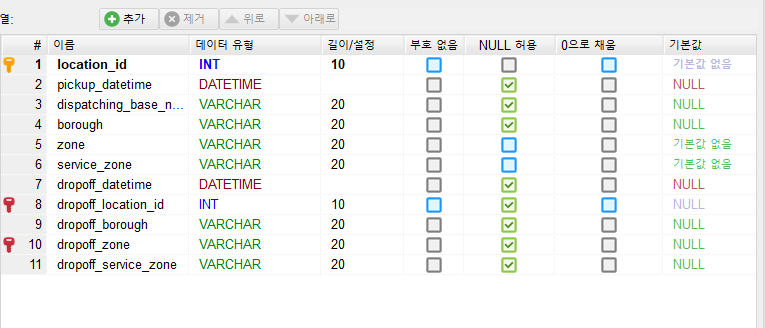 열: 추가 제거 위로 아래로
# 이름 데이터 유형 길이/설정 부호 없음 NULL 허용 0으로 채움 기본값
1 location_id INT 10 기본값 없음
2 pickup_datetime DATETIME NULL
3 dispatching_base_n... VARCHAR 20 NULL
4 borough VARCHAR 20 NULL
5 zone VARCHAR 20 기본값 없음
6 service_zone VARCHAR 20 기본값 없음
7 dropoff_datetime DATETIME NULL
8 dropoff_location_id INT 10 NULL
9 dropoff_borough VARCHAR 20 NULL
10 dropoff_zone VARCHAR 20 NULL
11 dropoff_service_zone VARCHAR 20 NULL